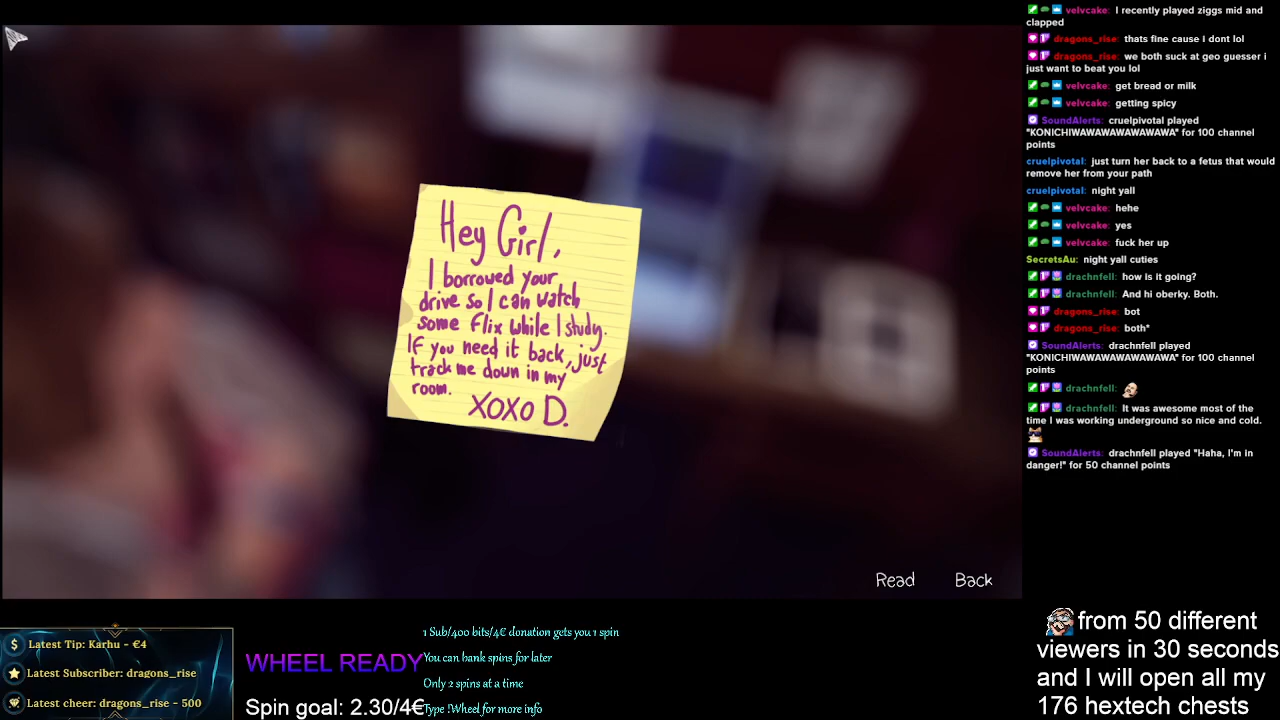 Hey Girl,
I borrowed your
drive so I can watch
some Flix while I study.
If you need it back, just
track me down in my
room.
XOXO D.
Read
Back
velvcake: I recently played ziggs mid and
clapped
dragons_rise: thats fine cause I dont lol
dragons_rise: we both suck at geo guesser i
just want to beat you lol
velvcake: get bread or milk
velvcake: getting spicy
SoundAlerts: cruelpivotal played
"KONICHIWAWAWAWAWAWAWA" for 100 channel
points
cruelpivotal: just turn her back to a fetus that would
remove her from your path
cruelpivotal: night yall
velvcake: hehe
velvcake: yes
velvcake: fuck her up
SecretsAu: night yall cuties
drachnfell: how is it going?
drachnfell: And hi oberky. Both.
dragons_rise: bot
dragons_rise: both*
SoundAlerts: drachnfell played
"KONICHIWAWAWAWAWAWAWA" for 100 channel
points
drachnfell:
drachnfell: It was awesome most of the
time I was working underground so nice and cold.
SoundAlerts: drachnfell played "Haha, I'm in
danger!" for 50 channel points
Latest Tip: Karhu - €4
Latest Subscriber: dragons_rise
Latest cheer: dragons_rise - 500
WHEEL READY
Spin goal: 2.30/4€
1 Sub/400 bits/4€ donation gets you 1 spin
You can bank spins for later
Only 2 spins at a time
Type !Wheel for more info
from 50 different
viewers in 30 seconds
and I will open all my
176 hextech chests